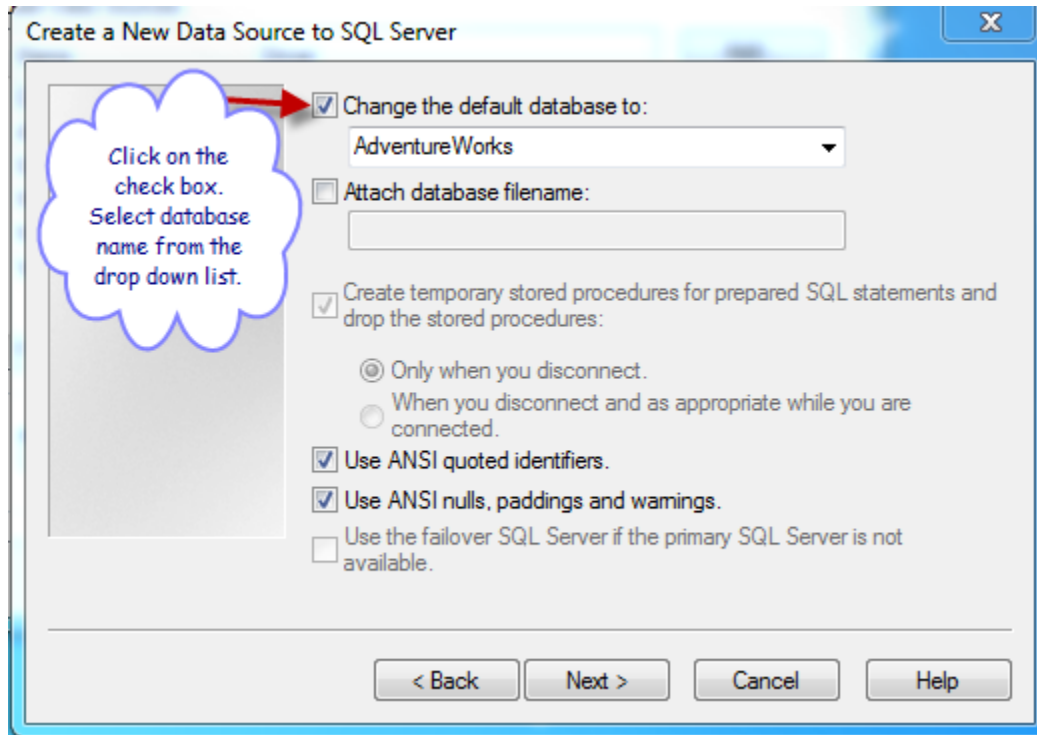 Create a New Data Source to SQL Server
Click on the
check box.
Select database
name from the
drop down list.
Change the default database to:
AdventureWorks
Attach database filename:
Create temporary stored procedures for prepared SQL statements and
drop the stored procedures:
Only when you disconnect.
When you disconnect and as appropriate while you are
connected.
Use ANSI quoted identifiers.
Use ANSI nulls, paddings and warnings.
Use the failover SQL Server if the primary SQL Server is not
available.
< Back
Next >
Cancel
Help